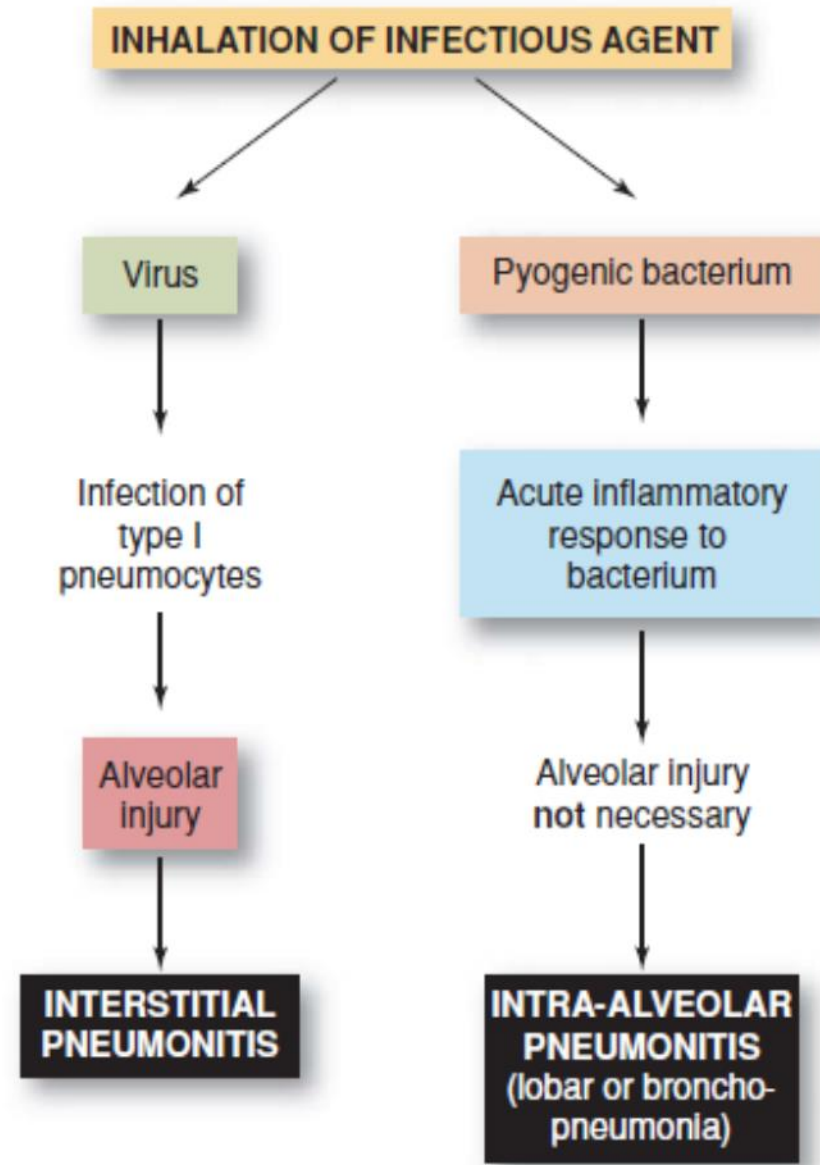 INHALATION OF INFECTIOUS AGENT
Virus
Pyogenic bacterium
Infection of
type I
pneumocytes
Acute inflammatory
response to
bacterium
Alveolar
injury
Alveolar injury
not necessary
INTERSTITIAL
PNEUMONITIS
INTRA-ALVEOLAR
PNEUMONITIS
(lobar or broncho-
pneumonia)